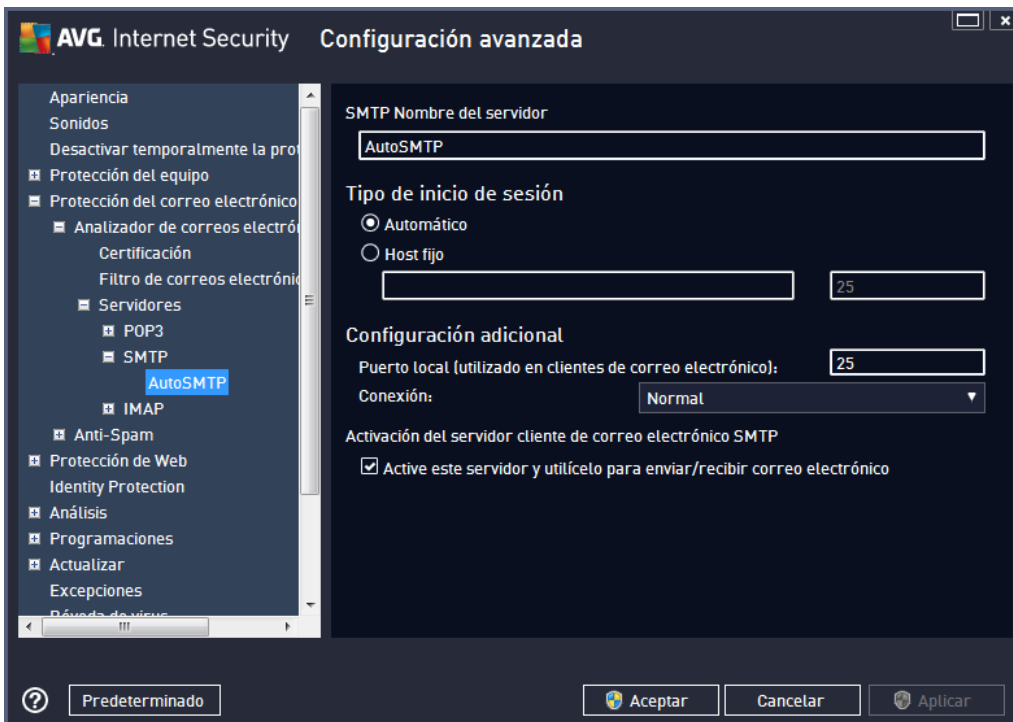 AVG. Internet Security Configuración avanzada
Apariencia
Sonidos
Desactivar temporalmente la prot
Protección del equipo
Protección del correo electrónico
Analizador de correos electró
Certificación
Filtro de correos electrónic
Servidores
POP3
SMTP
AutoSMTP
IMAP
Anti-Spam
Protección de Web
Identity Protection
Análisis
Programaciones
Actualizar
Excepciones
Bóveda de virus
SMTP Nombre del servidor
AutoSMTP
Tipo de inicio de sesión
Automático
Host fijo
25
Configuración adicional
Puerto local (utilizado en clientes de correo electrónico): 25
Conexión: Normal
Activación del servidor cliente de correo electrónico SMTP
Active este servidor y utilícelo para enviar/recibir correo electrónico
? Predeterminado Aceptar Cancelar Aplicar